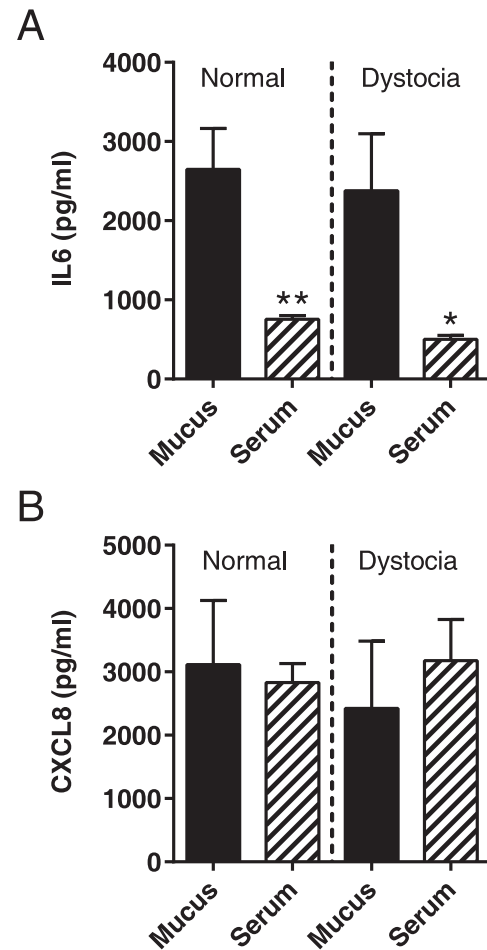 A
IL6 (pg/ml)
4000
3000
2000
1000
0
Normal
Dystocia
**
*
Mucus
Serum
Mucus
Serum
B
CXCL8 (pg/ml)
5000
4000
3000
2000
1000
0
Normal
Dystocia
Mucus
Serum
Mucus
Serum